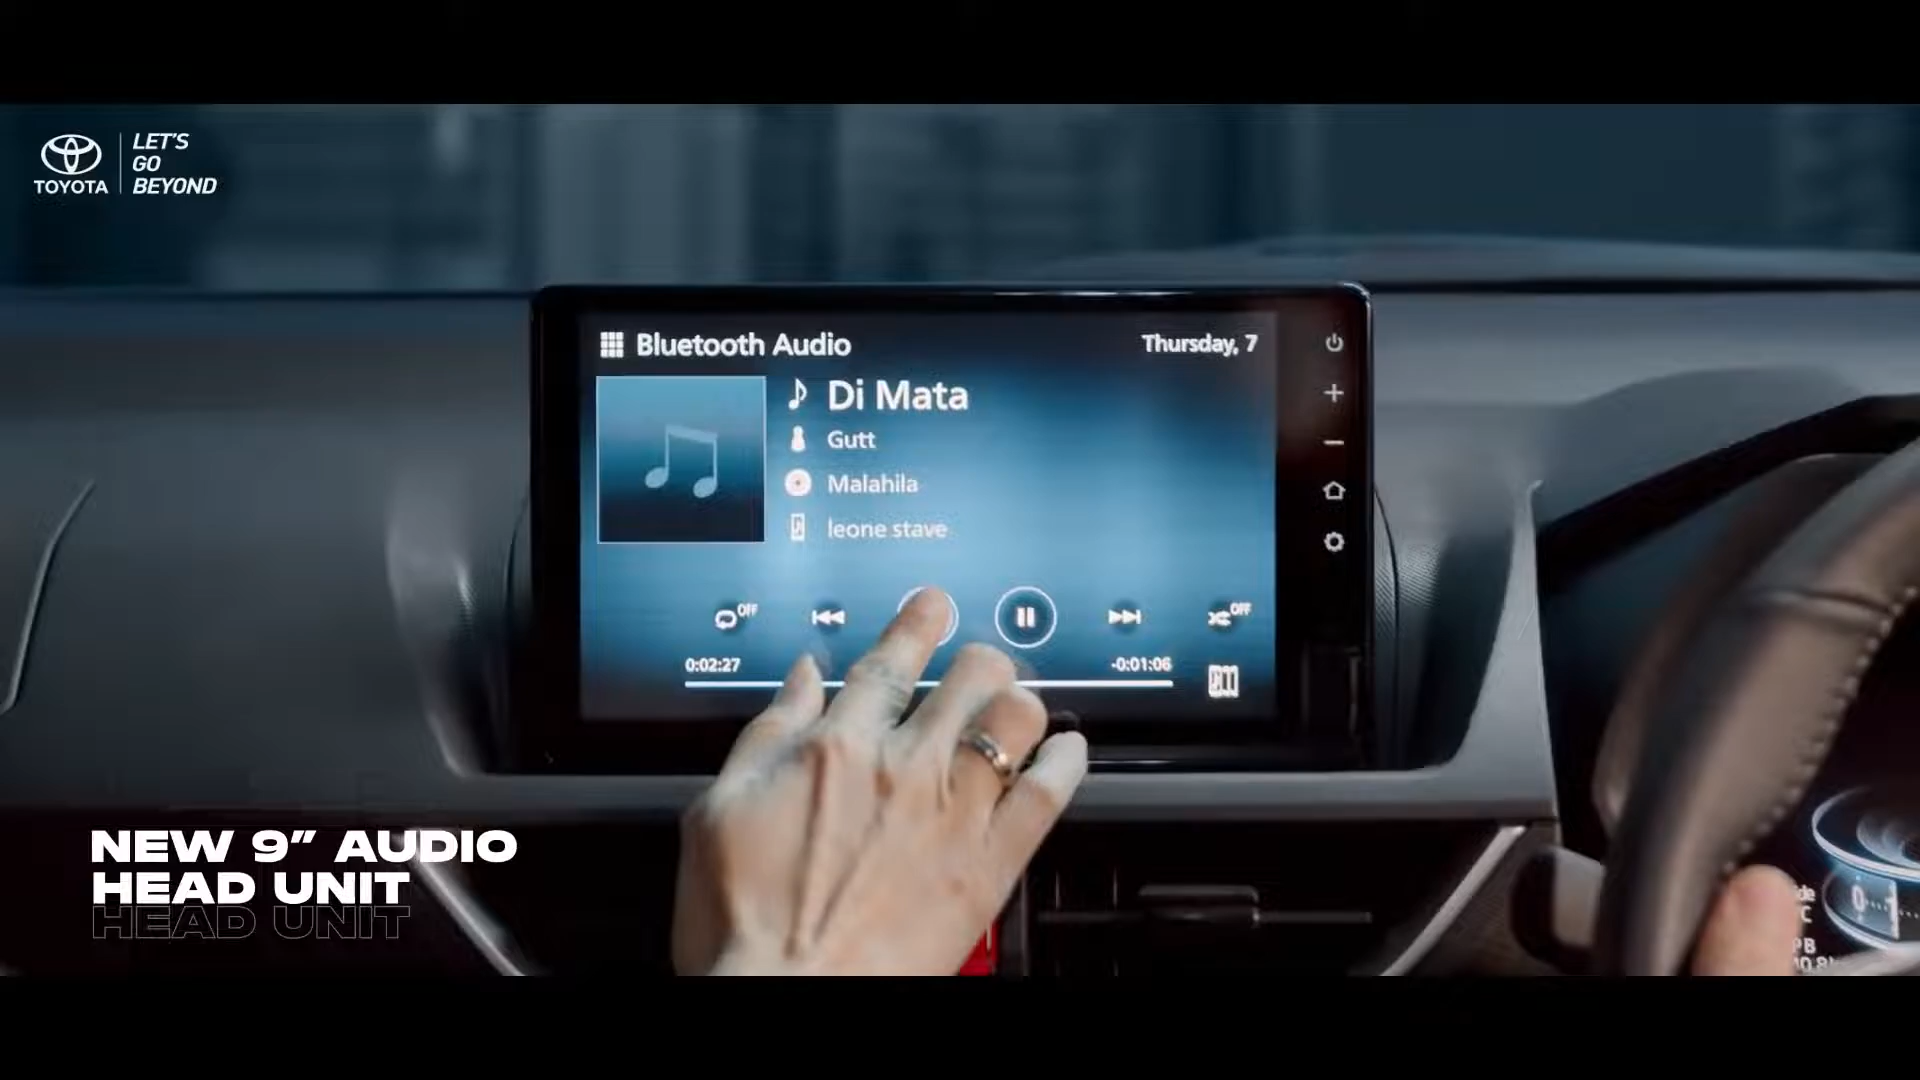 TOYOTA
LET'S
GO
BEYOND
Bluetooth Audio
Thursday, 7
Di Mata
Gutt
Malahila
leone stave
OFF
OFF
0:02:27
-0:01:06
NEW 9" AUDIO
HEAD UNIT
HEAD UNIT